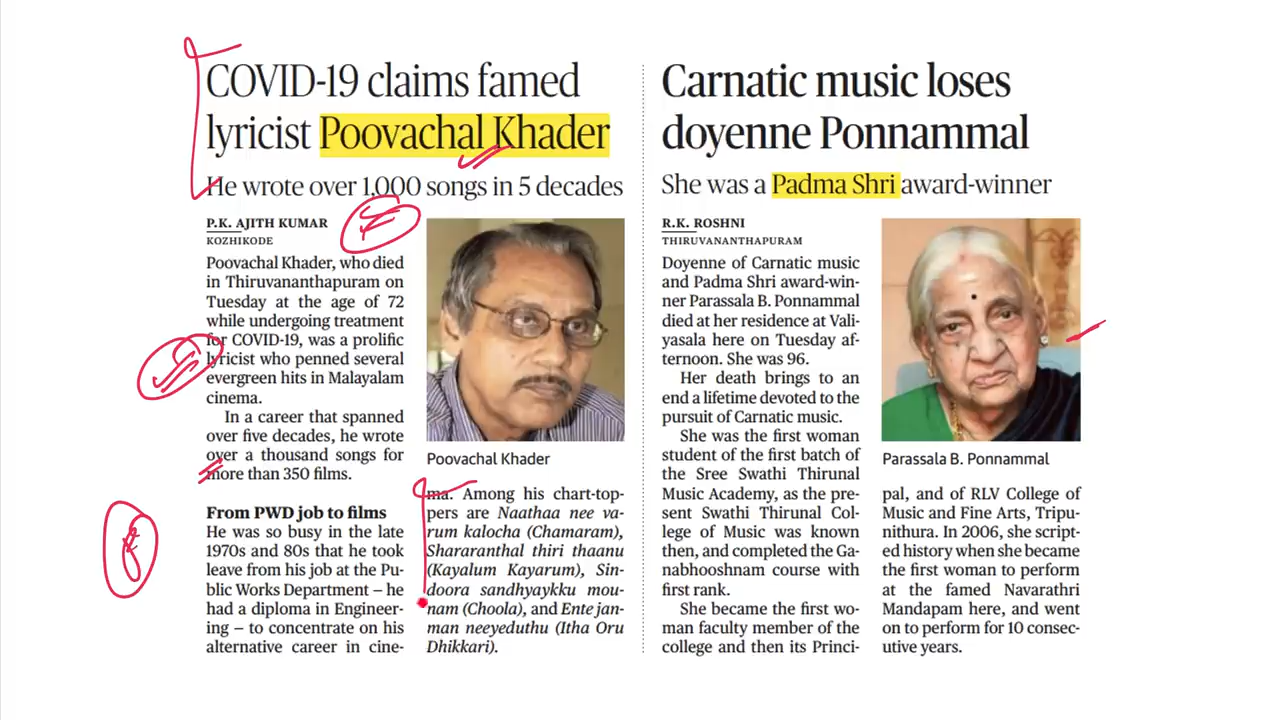 COVID-19 claims famed
lyricist Poovachal Khader
He wrote over 1,000 songs in 5 decades
P.K. AJITH KUMAR
KOZHIKODE
Poovachal Khader, who died
in Thiruvananthapuram on
Tuesday at the age of 72
while undergoing treatment
for COVID-19, was a prolific
lyricist who penned several
evergreen hits in Malayalam
cinema.
In a career that spanned
over five decades, he wrote
over a thousand songs for
more than 350 films.
From PWD job to films
He was so busy in the late
1970s and 80s that he took
leave from his job at the Pu-
blic Works Department – he
had a diploma in Engineer-
ing – to concentrate on his
alternative career in cine-
Poovachal Khader
ma. Among his chart-top-
pers are Naathaa nee va-
rum kalocha (Chamaram),
Shararanthal thiri thaanu
(Kayalum Kayarum), Sin-
doora sandhyaykku mou-
nam (Choola), and Ente jan-
man neeyeduthu (Itha Oru
Dhikkari).
Carnatic music loses
doyenne Ponnammal
She was a Padma Shri award-winner
R.K. ROSHNI
THIRUVANANTHAPURAM
Doyenne of Carnatic music
and Padma Shri award-win-
ner Parassala B. Ponnammal
died at her residence at Vali-
yasala here on Tuesday af-
ternoon. She was 96.
Her death brings to an
end a lifetime devoted to the
pursuit of Carnatic music.
She was the first woman
student of the first batch of
the Sree Swathi Thirunal
Music Academy, as the pre-
sent Swathi Thirunal Col-
lege of Music was known
then, and completed the Ga-
nabhooshnam course with
first rank.
She became the first wo-
man faculty member of the
college and then its Princi-
Parassala B. Ponnammal
pal, and of RLV College of
Music and Fine Arts, Tripu-
nithura. In 2006, she script-
ed history when she became
the first woman to perform
at the famed Navarathri
Mandapam here, and went
on to perform for 10 consec-
utive years.